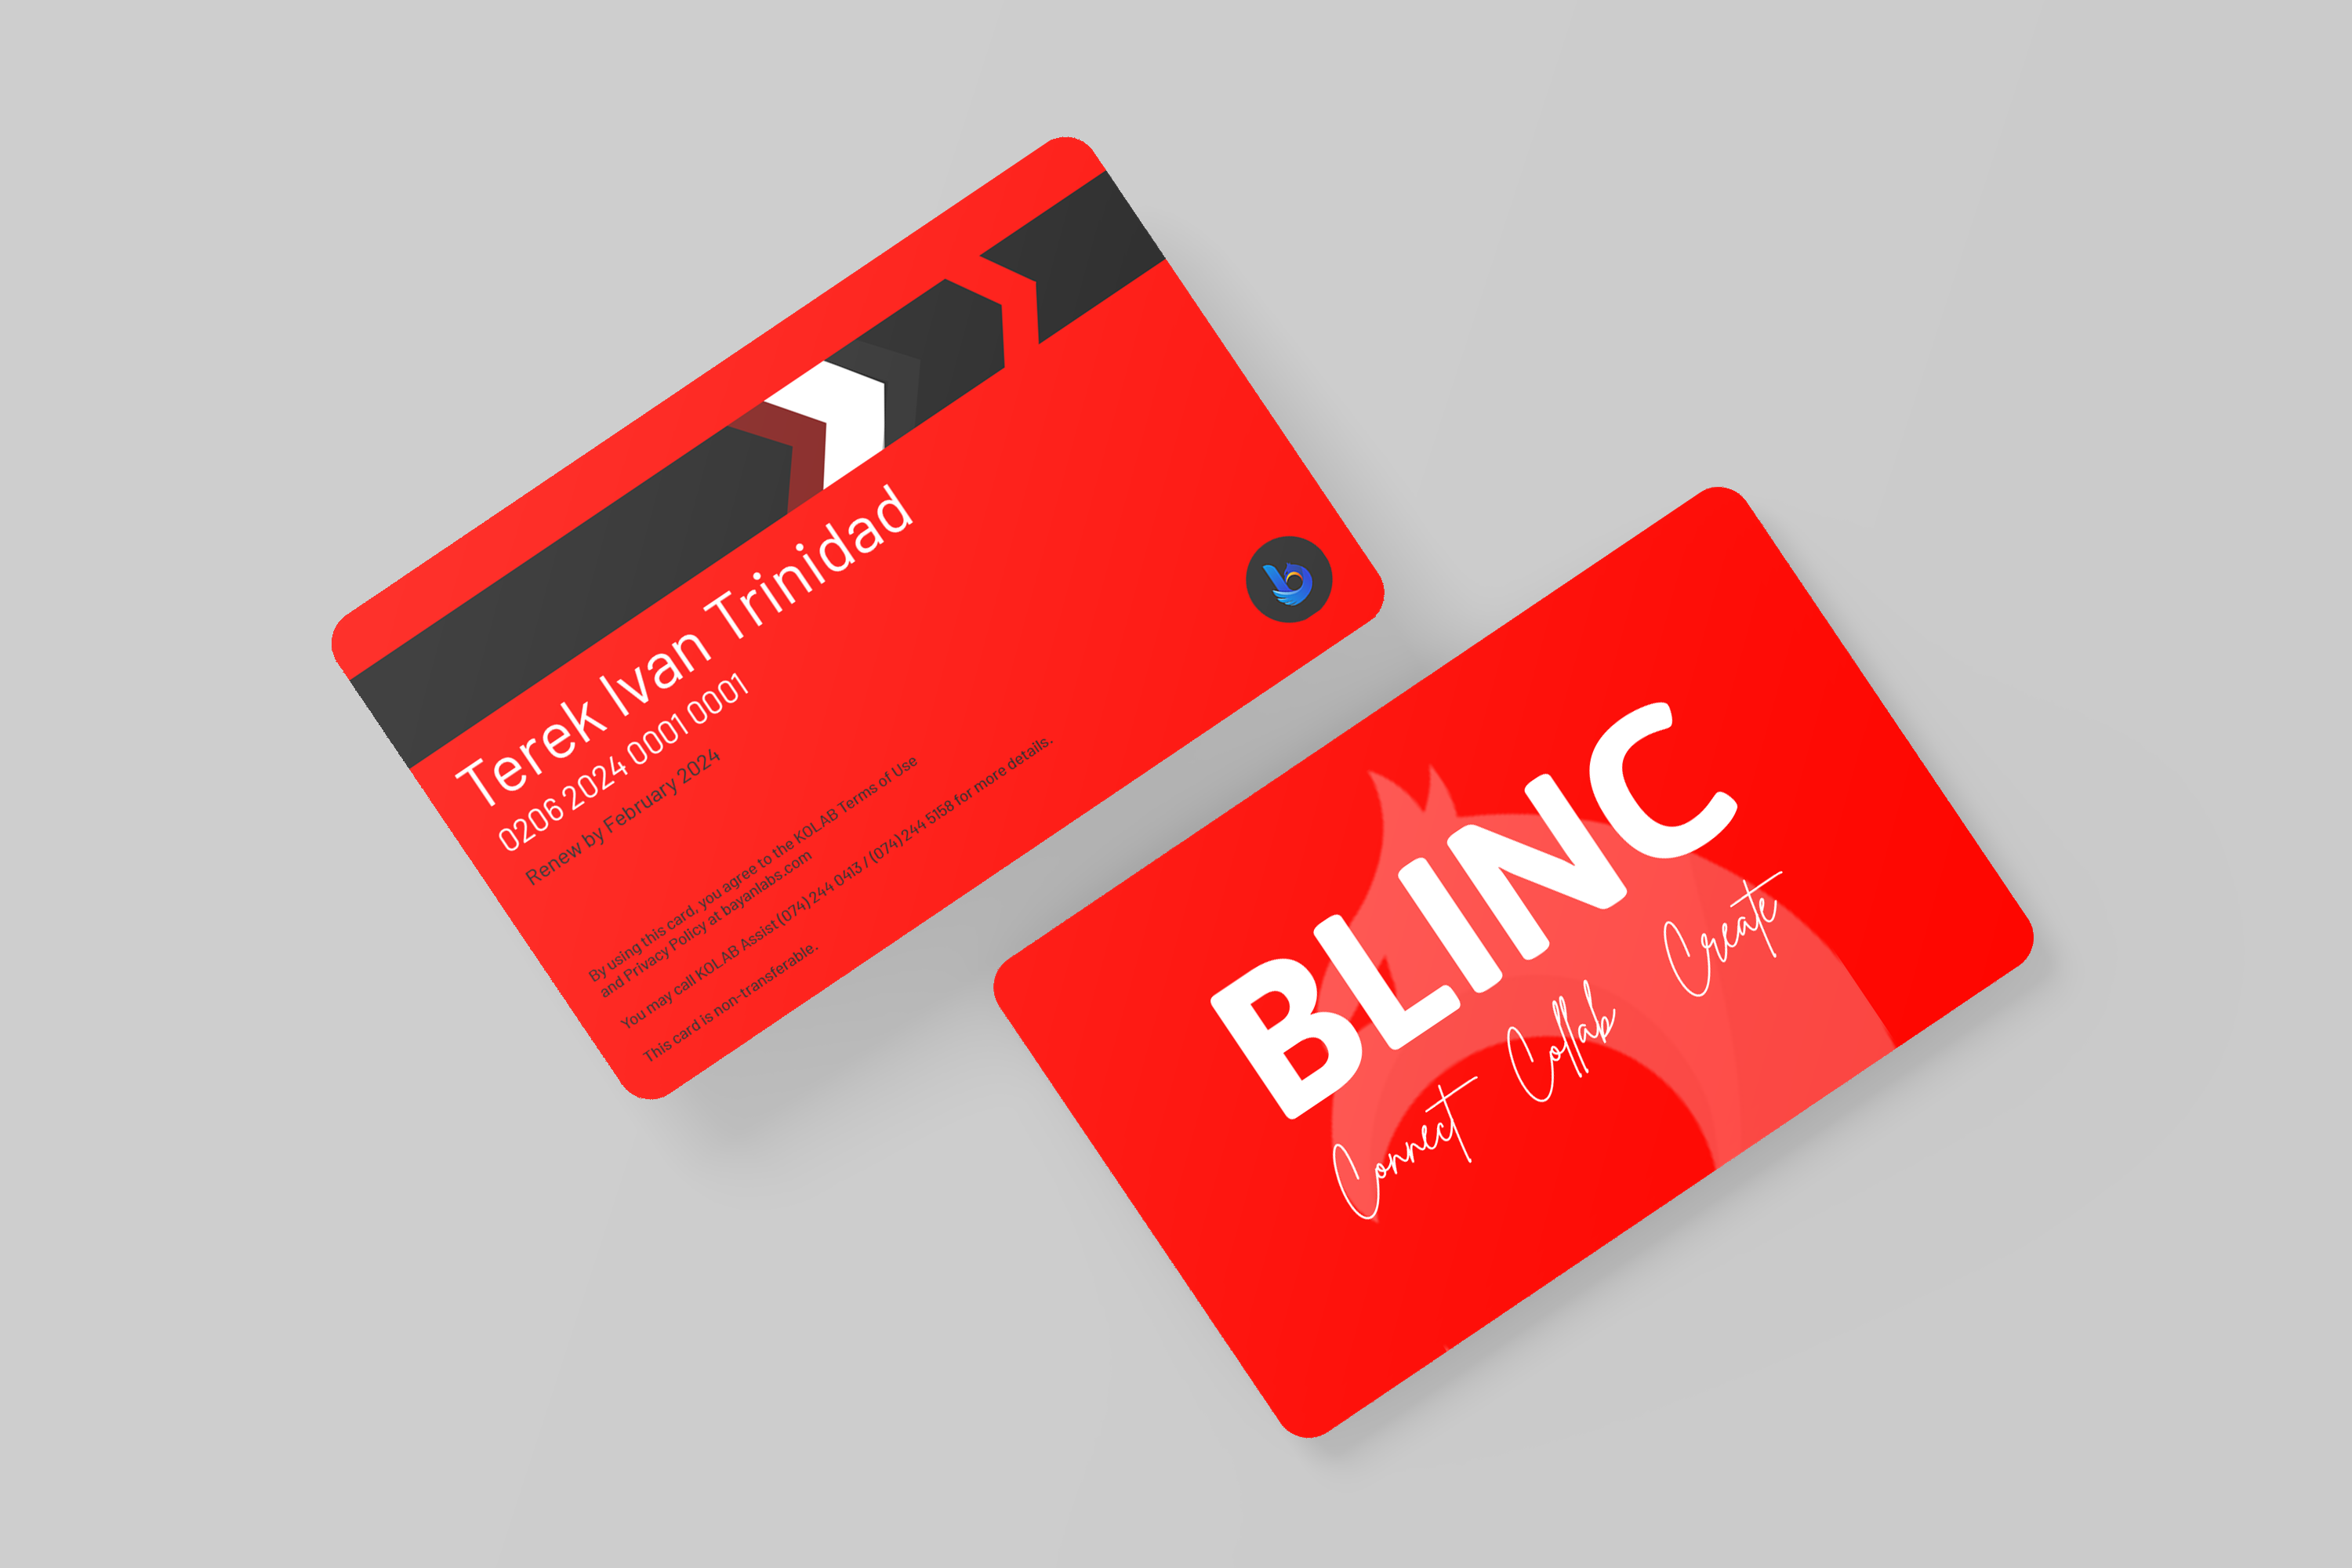 Terek Ivan Trinidad
0206 2024 0001 0001
Renew by February 2024
By using this card, you agree to the KOLAB Terms of Use
and Privacy Policy at bayanlabs.com
You may call KOLAB Assist (074) 244 0413 / (074) 244 5158 for more details.
This card is non-transferable.
BLINC
Connect Collab Create